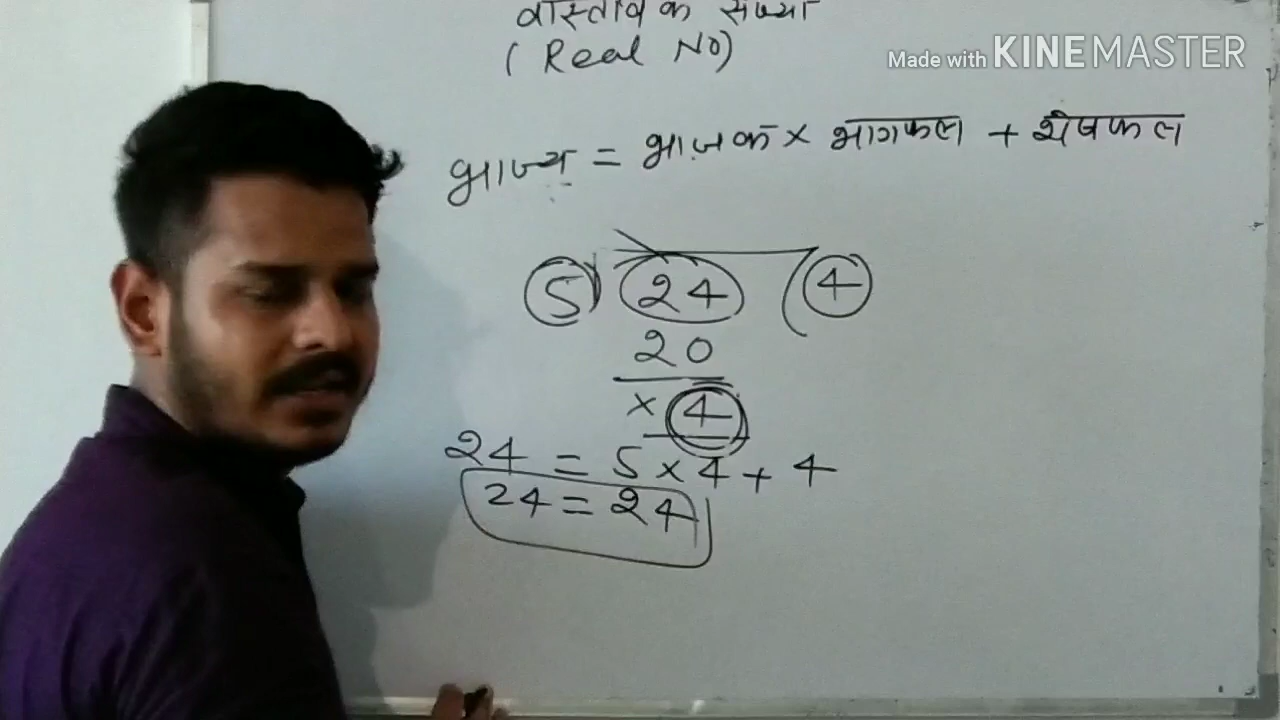 वास्तविक संख्या
(Real No)
Made with KINEMASTER
भाज्य = भाजक × भागफल + शेषफल
5) 24 (4
20
× 4
24 = 5 × 4 + 4
24 = 24